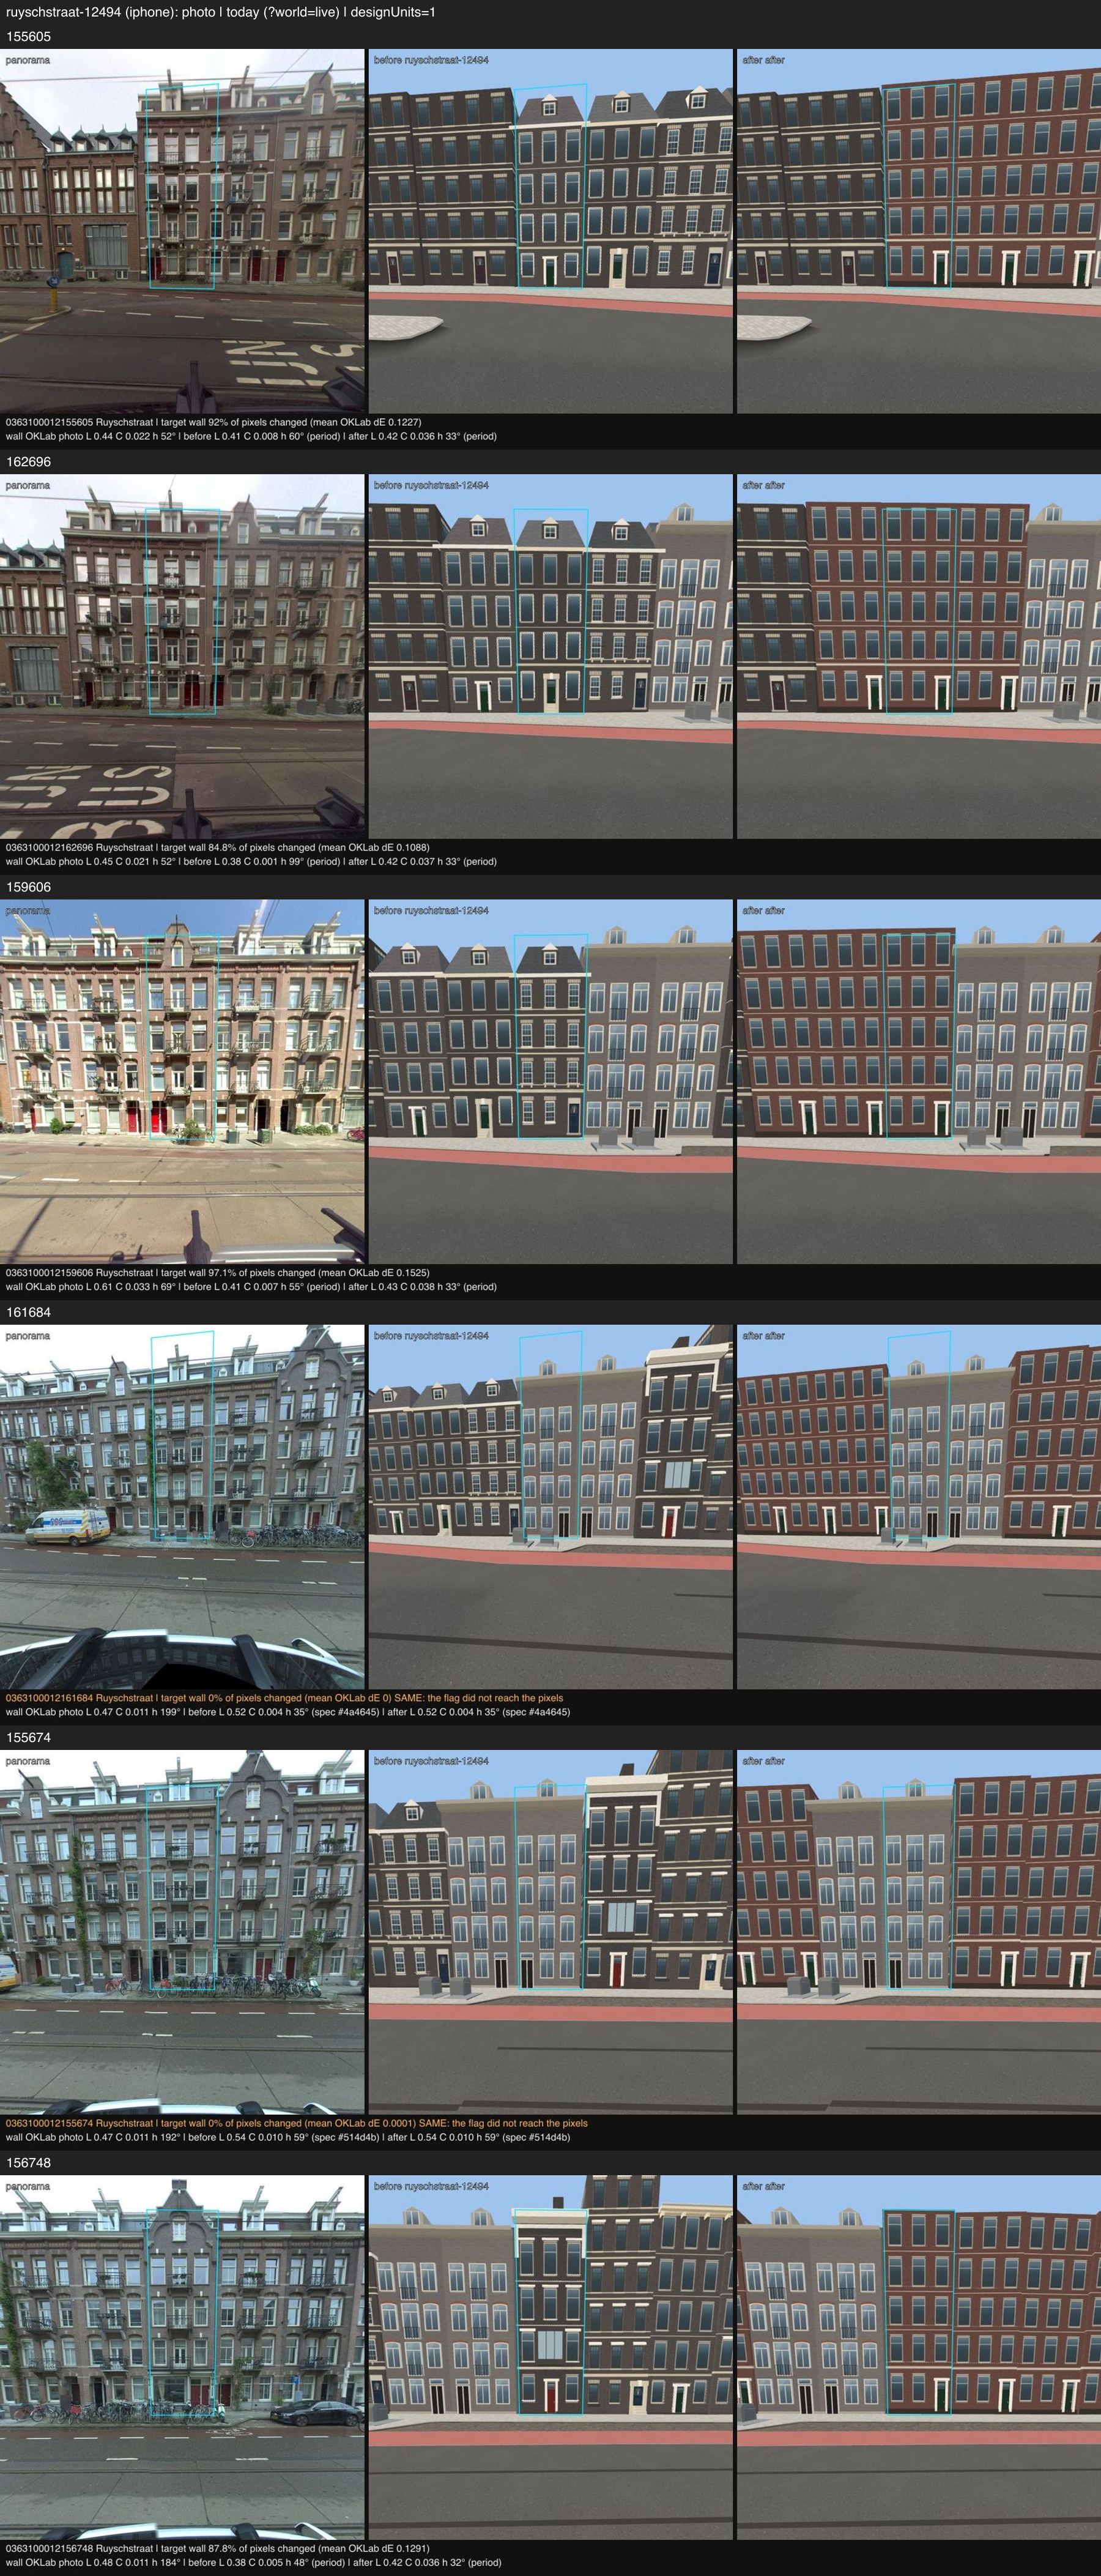 ruyschstraat-12494 (iphone): photo | today (?world=live) | designUnits=1
155605
panorama
before ruyschstraat-12494
after after
0363100012155605 Ruyschstraat | target wall 92% of pixels changed (mean OKLab dE 0.1227)
wall OKLab photo L 0.44 C 0.022 h 52° | before L 0.41 C 0.008 h 60° (period) | after L 0.42 C 0.036 h 33° (period)
162696
panorama
before ruyschstraat-12494
after after
0363100012162696 Ruyschstraat | target wall 84.8% of pixels changed (mean OKLab dE 0.1088)
wall OKLab photo L 0.45 C 0.021 h 52° | before L 0.38 C 0.001 h 99° (period) | after L 0.42 C 0.037 h 33° (period)
159606
panorama
before ruyschstraat-12494
after after
0363100012159606 Ruyschstraat | target wall 97.1% of pixels changed (mean OKLab dE 0.1525)
wall OKLab photo L 0.61 C 0.033 h 69° | before L 0.41 C 0.007 h 55° (period) | after L 0.43 C 0.038 h 33° (period)
161684
panorama
before ruyschstraat-12494
after after
0363100012161684 Ruyschstraat | target wall 0% of pixels changed (mean OKLab dE 0) SAME: the flag did not reach the pixels
wall OKLab photo L 0.47 C 0.011 h 199° | before L 0.52 C 0.004 h 35° (spec #4a4645) | after L 0.52 C 0.004 h 35° (spec #4a4645)
155674
panorama
before ruyschstraat-12494
after after
0363100012155674 Ruyschstraat | target wall 0% of pixels changed (mean OKLab dE 0.0001) SAME: the flag did not reach the pixels
wall OKLab photo L 0.47 C 0.011 h 192° | before L 0.54 C 0.010 h 59° (spec #514d4b) | after L 0.54 C 0.010 h 59° (spec #514d4b)
156748
panorama
before ruyschstraat-12494
after after
0363100012156748 Ruyschstraat | target wall 87.8% of pixels changed (mean OKLab dE 0.1291)
wall OKLab photo L 0.48 C 0.011 h 184° | before L 0.38 C 0.005 h 48° (period) | after L 0.42 C 0.036 h 32° (period)